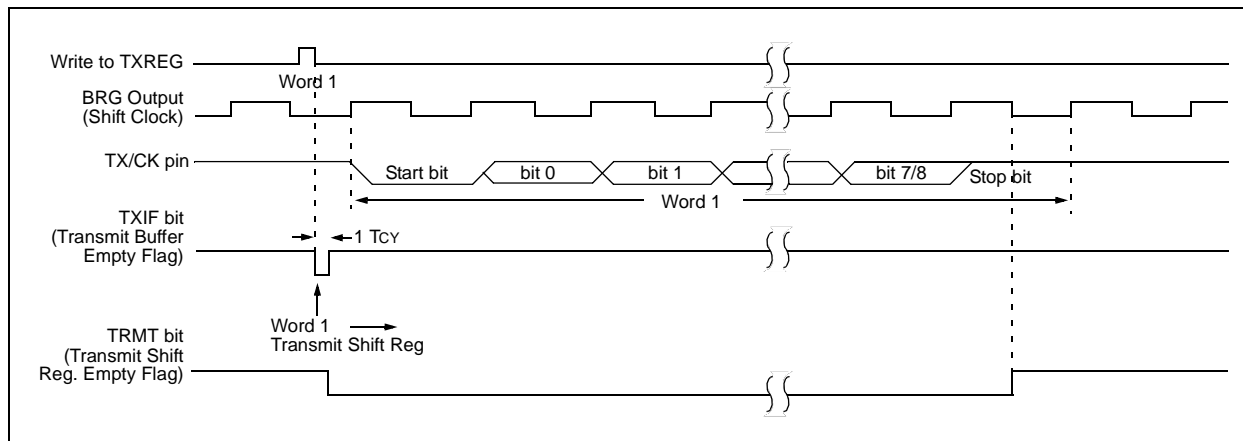 Write to TXREG
Word 1
BRG Output
(Shift Clock)
TX/CK pin
Start bit
bit 0
bit 1
bit 7/8
Stop bit
Word 1
TXIF bit
(Transmit Buffer
Empty Flag)
1 TCY
Word 1
Transmit Shift Reg
TRMT bit
(Transmit Shift
Reg. Empty Flag)